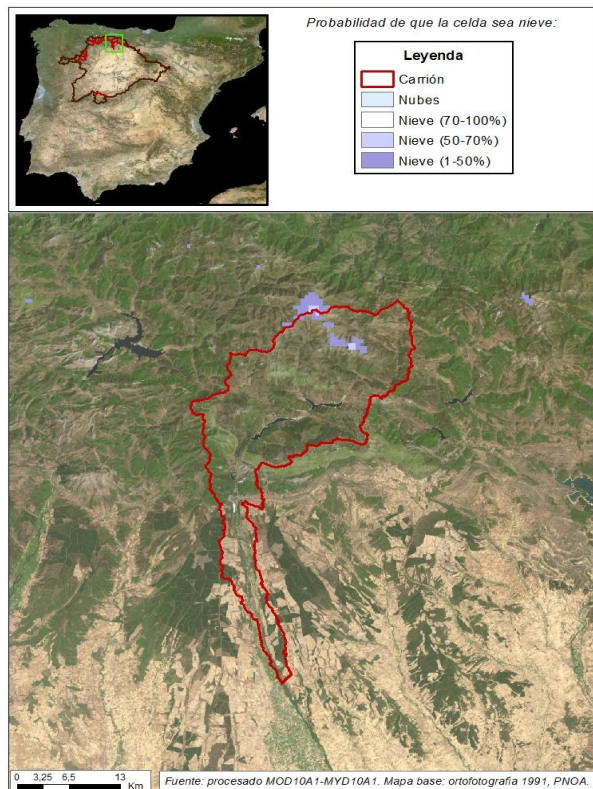 Probabilidad de que la celda sea nieve:
Leyenda
Carrión
Nubes
Nieve (70-100%)
Nieve (50-70%)
Nieve (1-50%)
0 3,25 6,5 13
Km
Fuente: procesado MOD10A1-MYD10A1. Mapa base: ortofotografia 1991, PNOA.